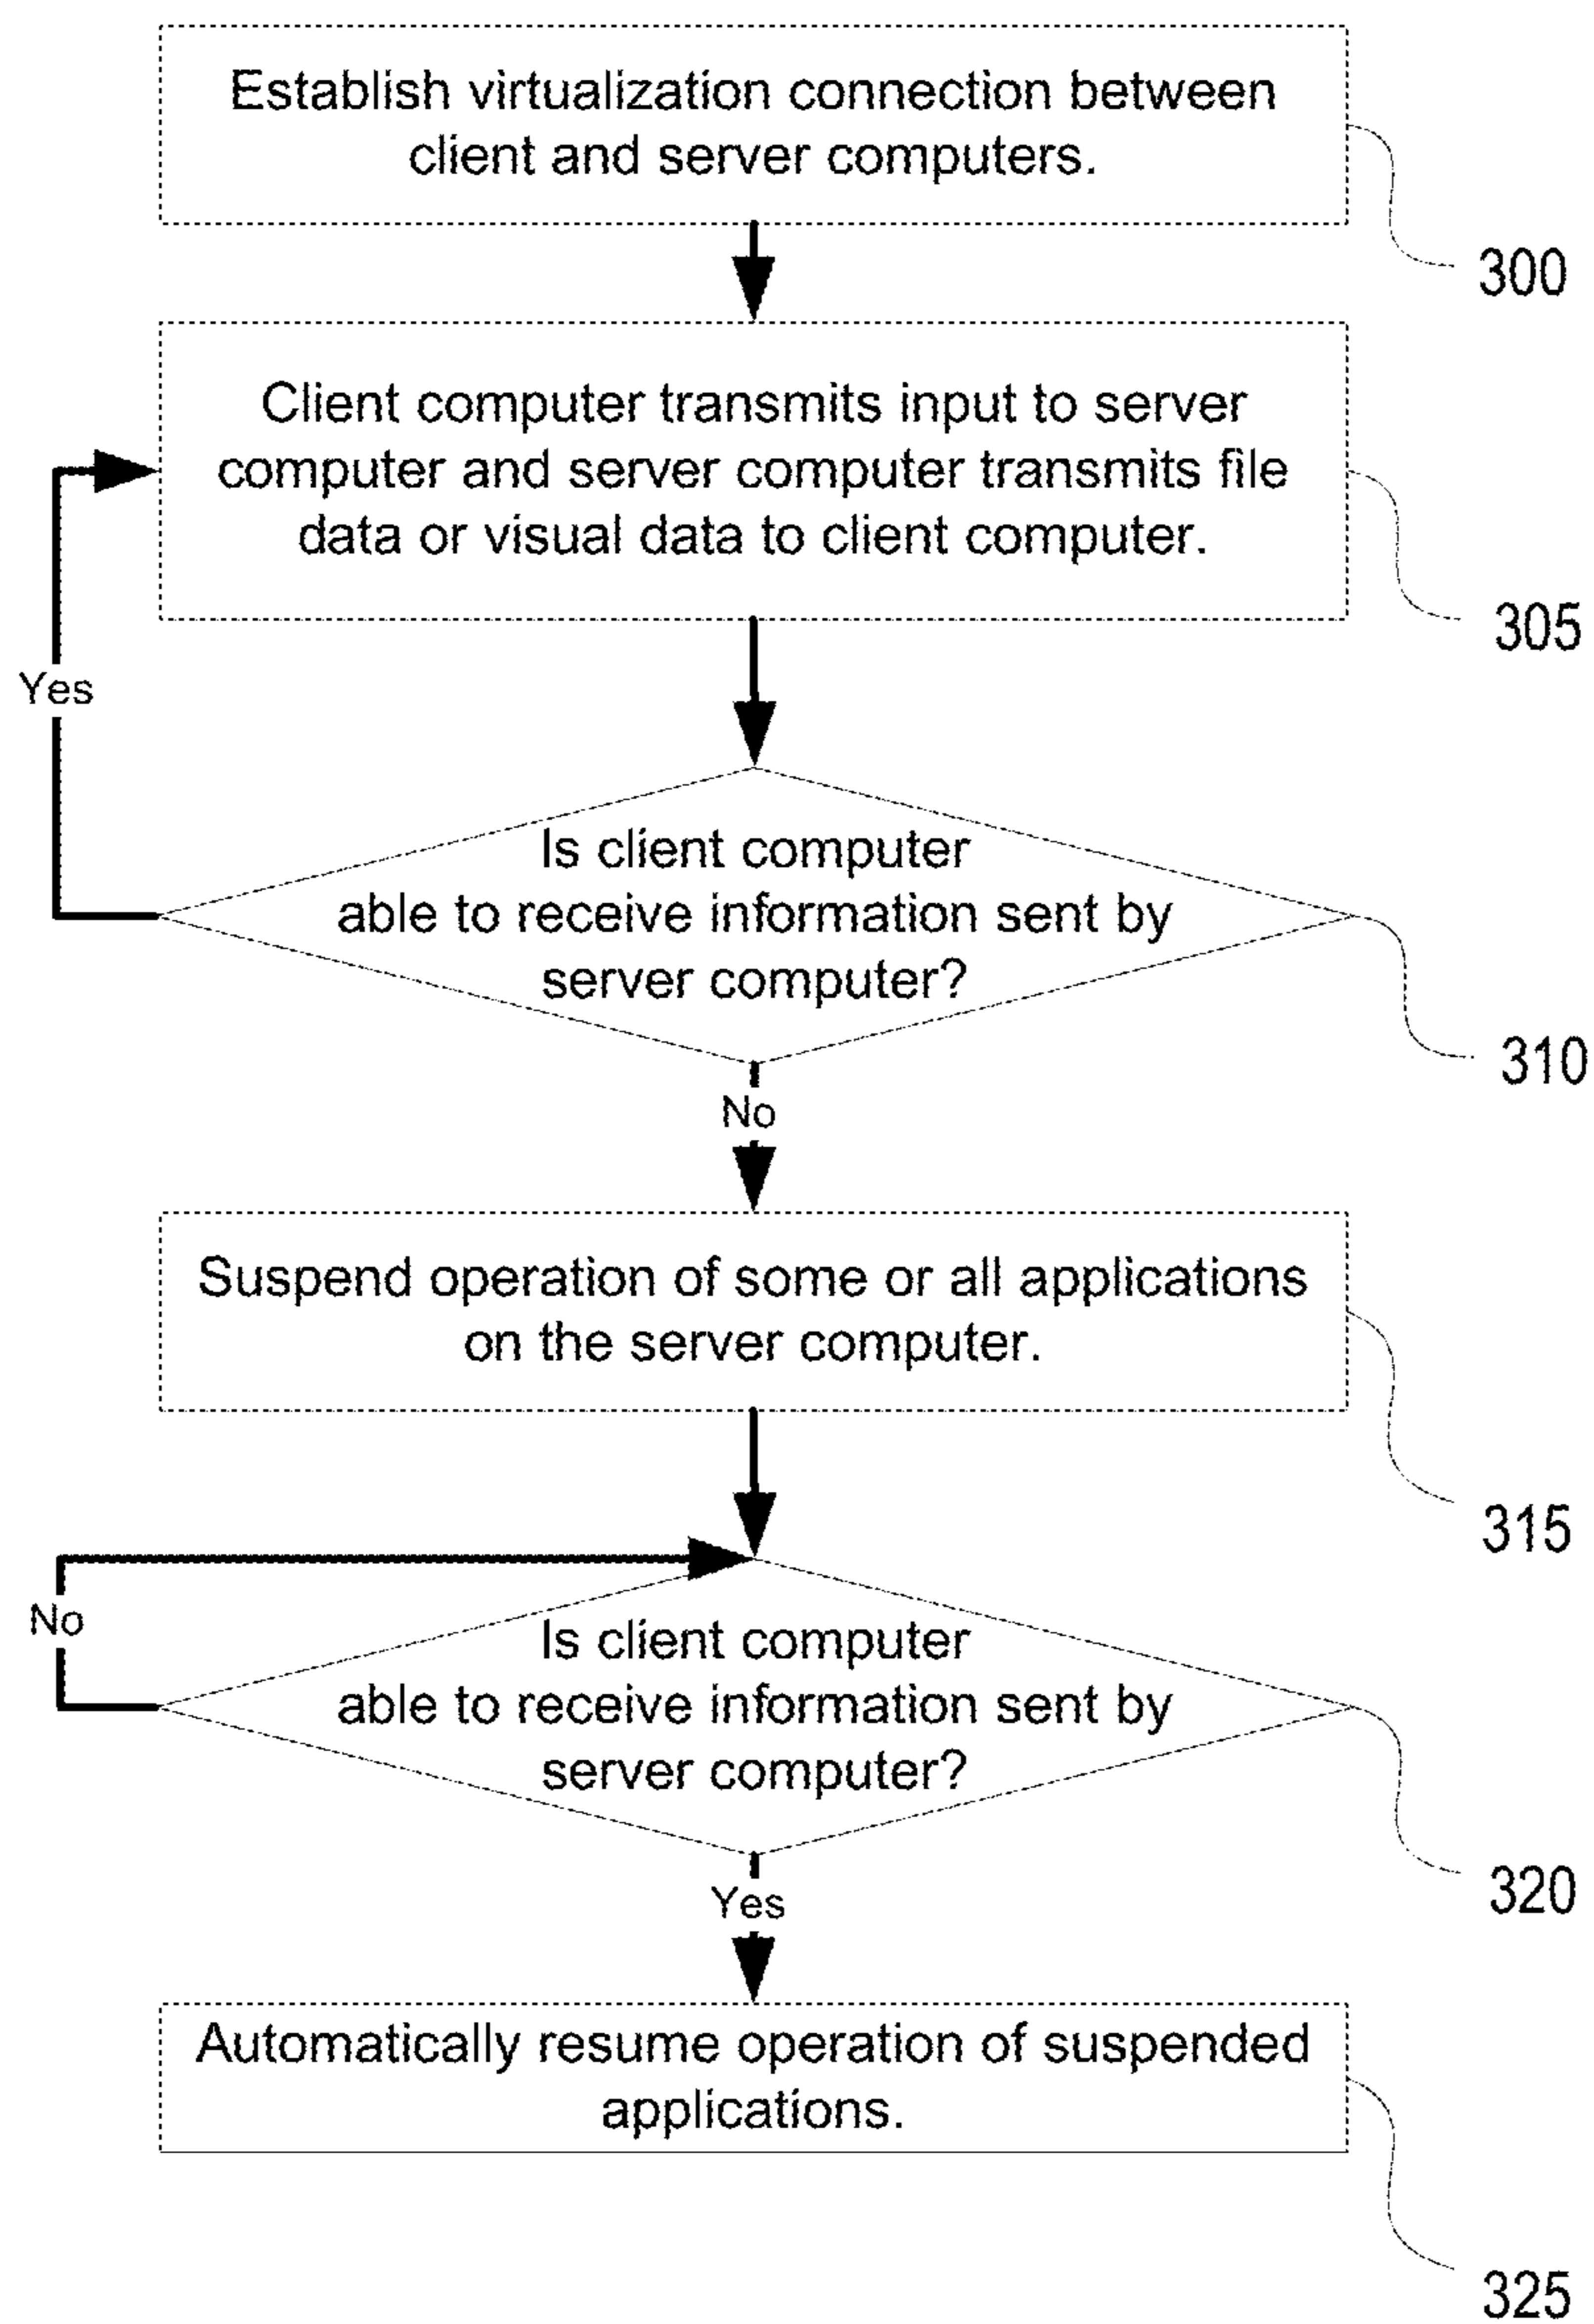 Establish virtualization connection between
client and server computers.
300
Client computer transmits input to server
computer and server computer transmits file
data or visual data to client computer.
305
Yes
Is client computer
able to receive information sent by
server computer?
310
No
Suspend operation of some or all applications
on the server computer.
315
No
Is client computer
able to receive information sent by
server computer?
320
Yes
Automatically resume operation of suspended
applications.
325